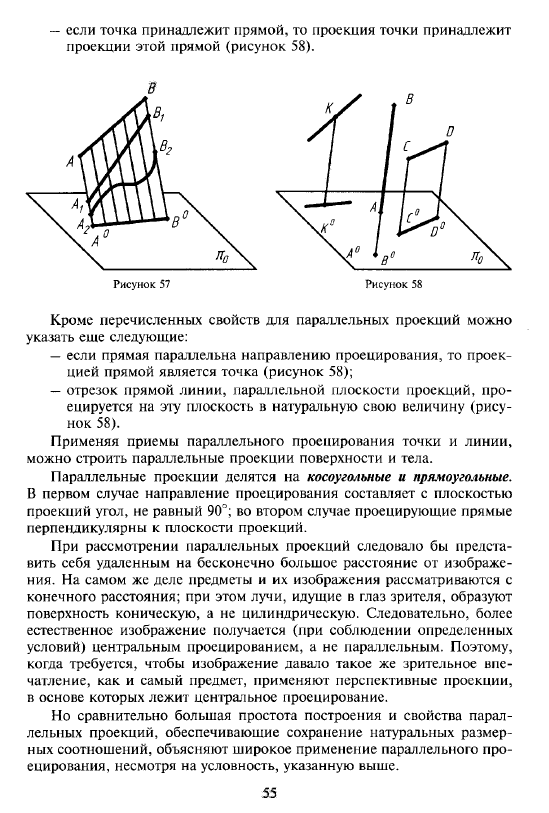 — если точка принадлежит прямой, то проекция точки принадлежит
проекции этой прямой (рисунок 58).
B
B1
B2
A
A1
A2
A⁰
B⁰
П0
K
B
D
C
A
K⁰
C⁰
D⁰
A⁰
B⁰
П0
Рисунок 57
Рисунок 58
Кроме перечисленных свойств для параллельных проекций можно
указать еще следующие:
— если прямая параллельна направлению проецирования, то проек-
цией прямой является точка (рисунок 58);
— отрезок прямой линии, параллельной плоскости проекций, про-
ецируется на эту плоскость в натуральную свою величину (рису-
нок 58).
Применяя приемы параллельного проецирования точки и линии,
можно строить параллельные проекции поверхности и тела.
Параллельные проекции делятся на косоугольные и прямоугольные.
В первом случае направление проецирования составляет с плоскостью
проекций угол, не равный 90°; во втором случае проецирующие прямые
перпендикулярны к плоскости проекций.
При рассмотрении параллельных проекций следовало бы предста-
вить себя удаленным на бесконечно большое расстояние от изображе-
ния. На самом же деле предметы и их изображения рассматриваются с
конечного расстояния; при этом лучи, идущие в глаз зрителя, образуют
поверхность коническую, а не цилиндрическую. Следовательно, более
естественное изображение получается (при соблюдении определенных
условий) центральным проецированием, а не параллельным. Поэтому,
когда требуется, чтобы изображение давало такое же зрительное впе-
чатление, как и самый предмет, применяют перспективные проекции,
в основе которых лежит центральное проецирование.
Но сравнительно большая простота построения и свойства парал-
лельных проекций, обеспечивающие сохранение натуральных размер-
ных соотношений, объясняют широкое применение параллельного про-
ецирования, несмотря на условность, указанную выше.
55